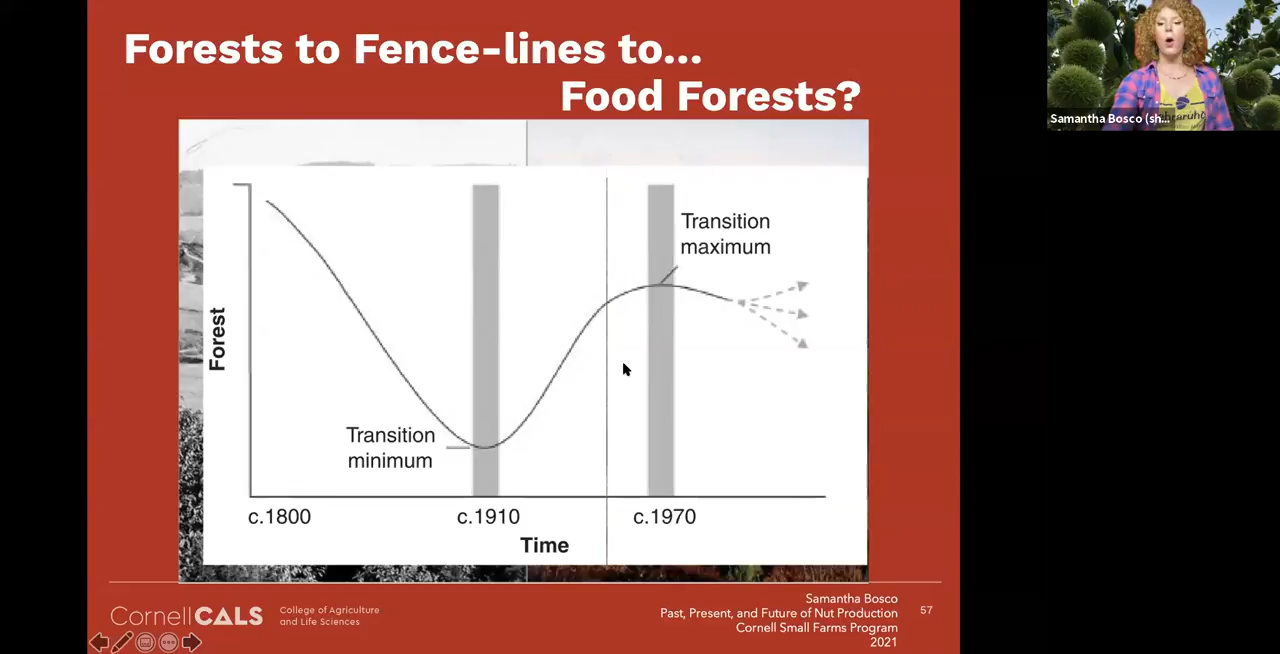 Forests to Fence-lines to...
Food Forests?
Samantha Bosco (sh...
Transition
maximum
Forest
Transition
minimum
c.1800
c.1910
c.1970
Time
CornellCALS
College of Agriculture
and Life Sciences
Samantha Bosco
Past, Present, and Future of Nut Production
Cornell Small Farms Program
2021
57